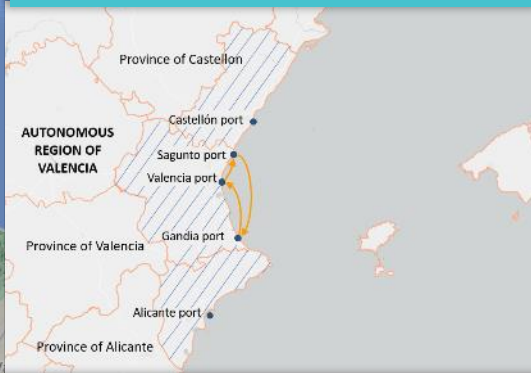 Province of Castellon
Castellón port
AUTONOMOUS
REGION OF
VALENCIA
Sagunto port
Valencia port
Gandia port
Province of Valencia
Alicante port
Province of Alicante